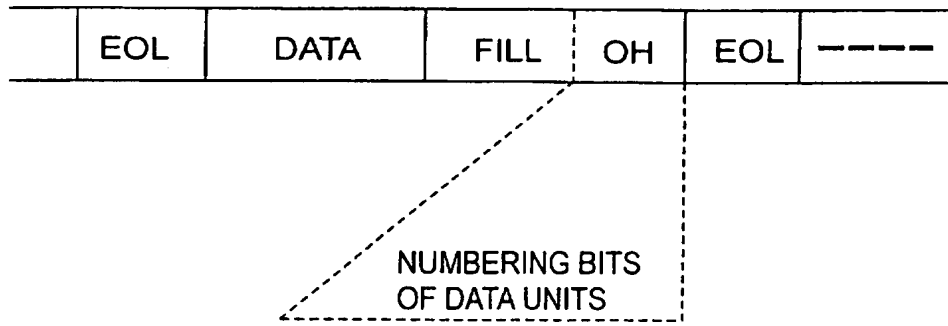 EOL DATA FILL OH EOL ----
NUMBERING BITS
OF DATA UNITS